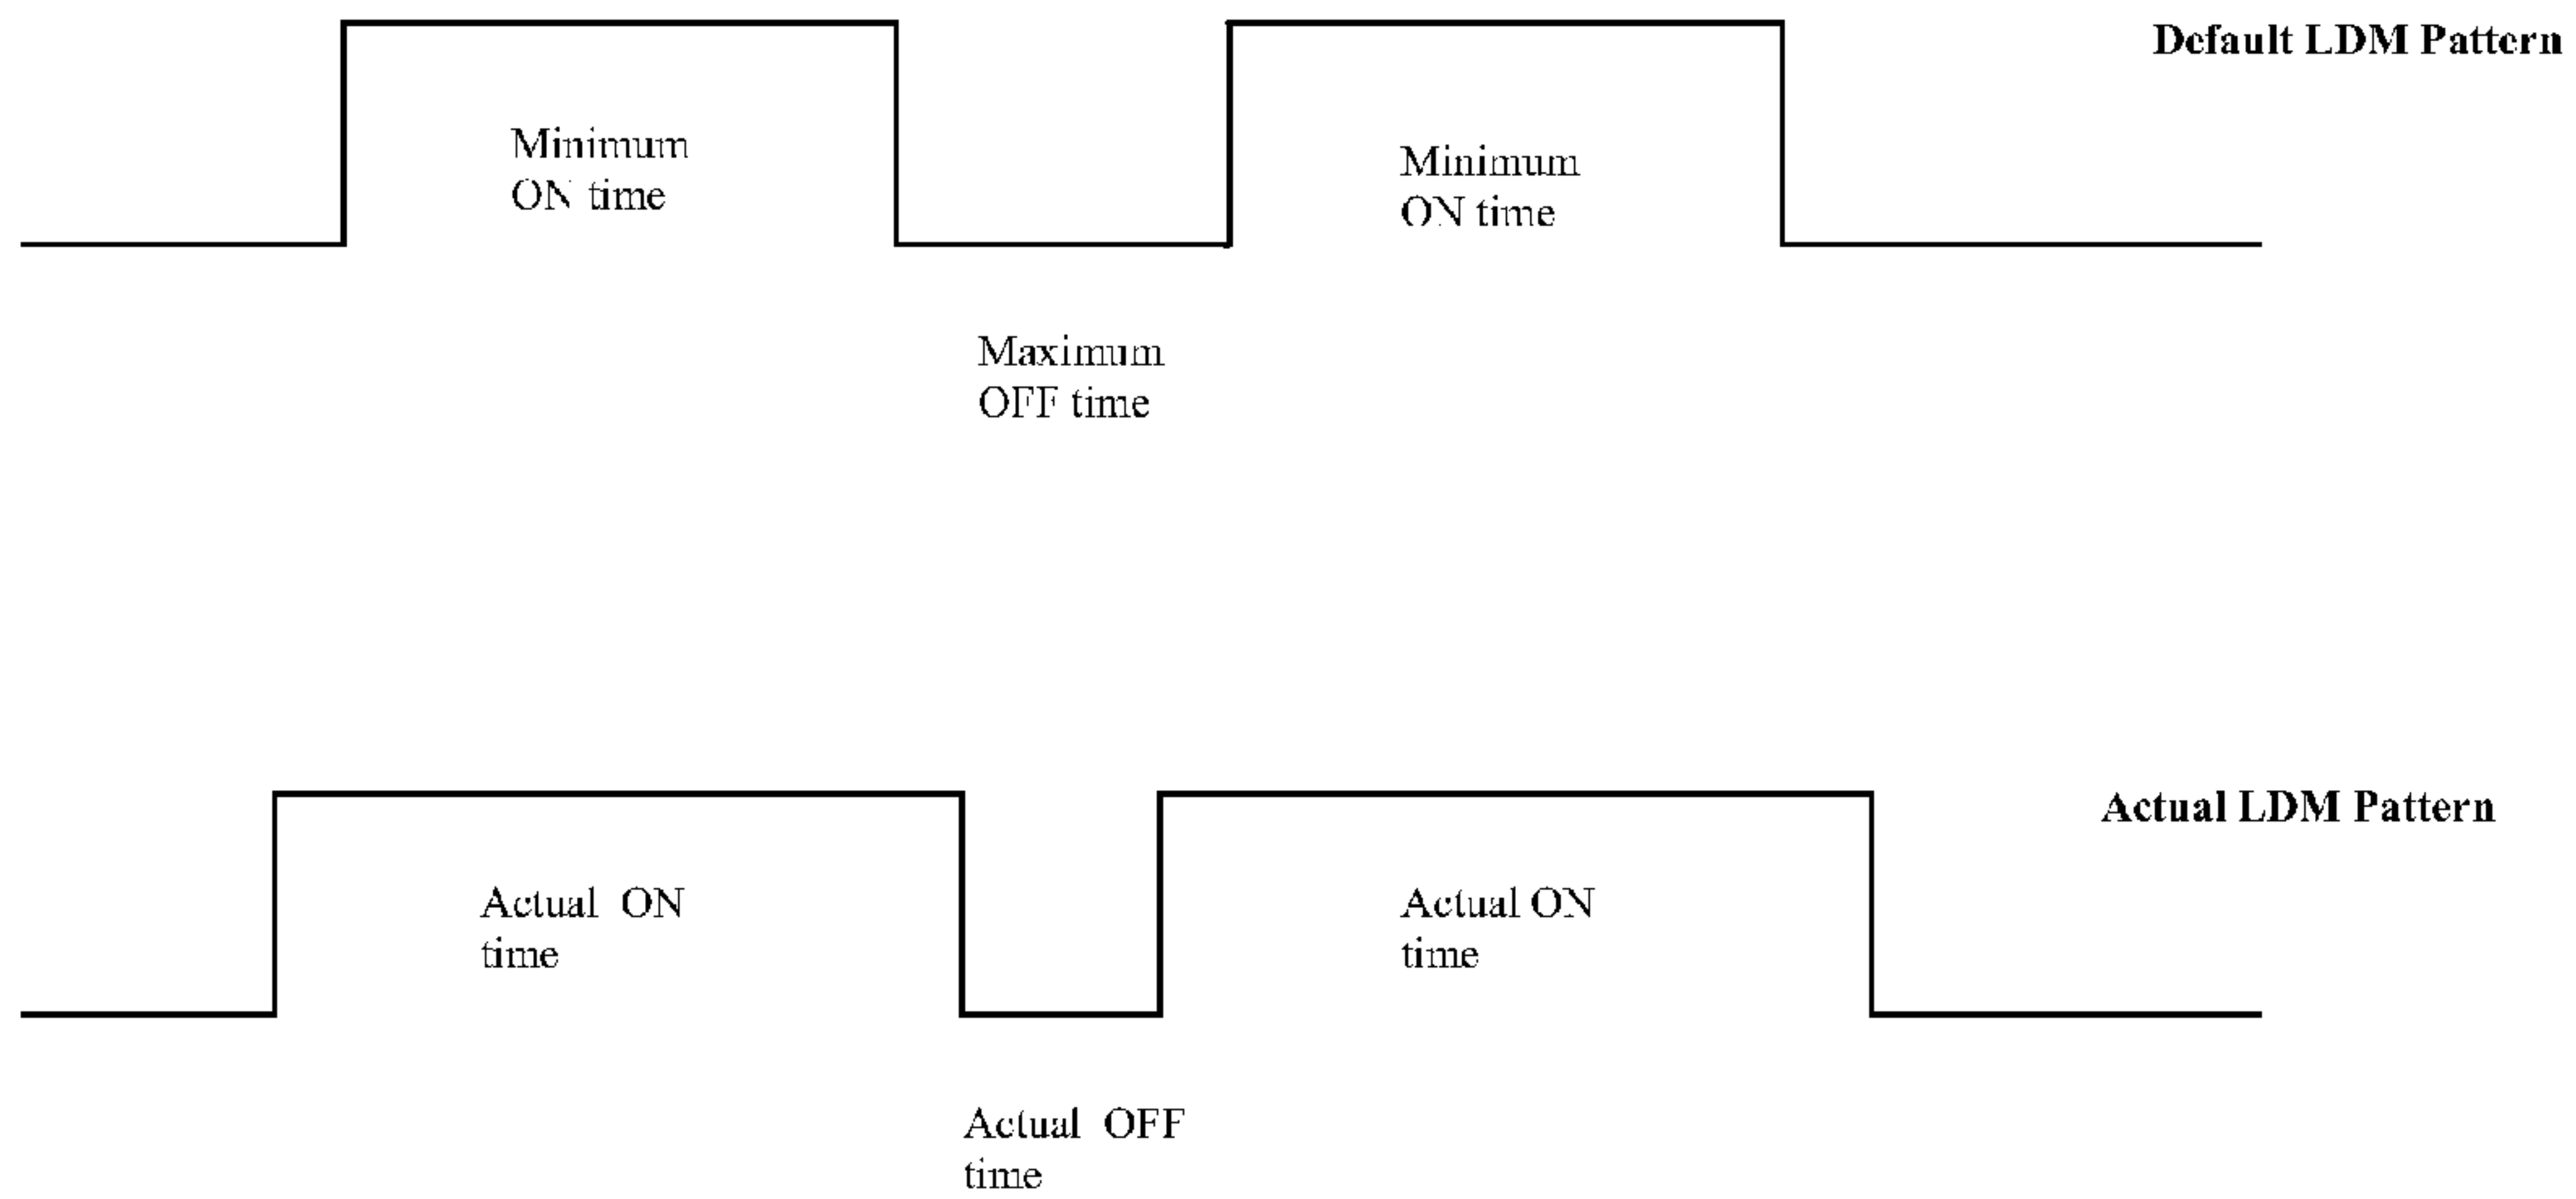 Default LDM Pattern
Minimum
ON time
Minimum
ON time
Maximum
OFF time
Actual LDM Pattern
Actual ON
time
Actual ON
time
Actual OFF
time